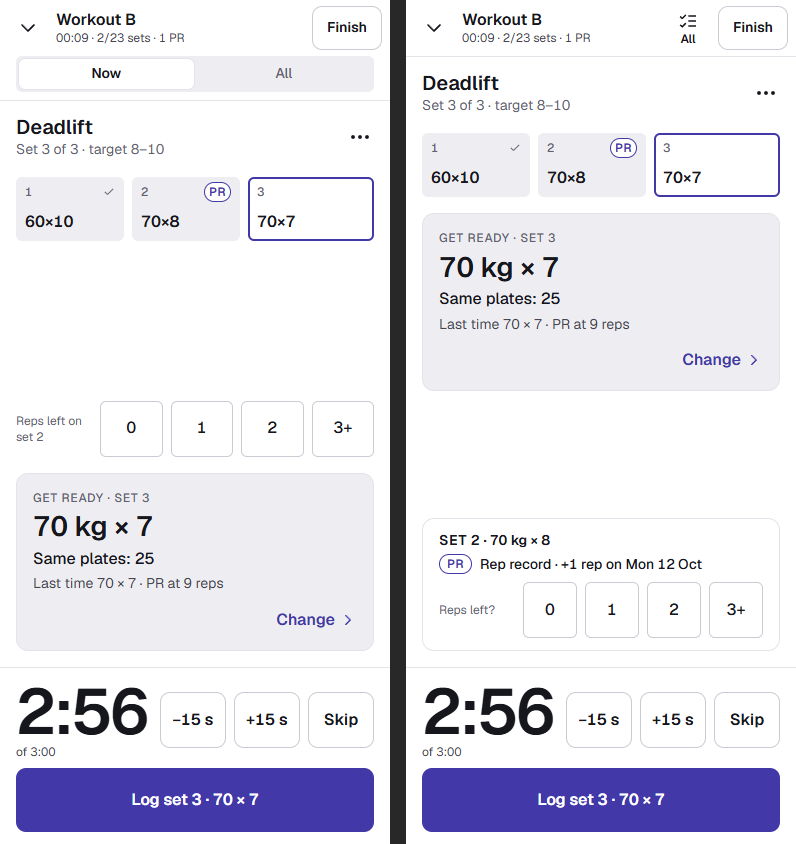 Workout B
00:09 · 2/23 sets · 1 PR
Finish
Now
All
Deadlift
Set 3 of 3 · target 8–10
1
60×10
2
PR
70×8
3
70×7
Reps left on
set 2
0
1
2
3+
GET READY · SET 3
70 kg × 7
Same plates: 25
Last time 70 × 7 · PR at 9 reps
Change
2:56
of 3:00
−15 s
+15 s
Skip
Log set 3 · 70 × 7
Workout B
00:09 · 2/23 sets · 1 PR
All
Finish
Deadlift
Set 3 of 3 · target 8–10
1
60×10
2
PR
70×8
3
70×7
GET READY · SET 3
70 kg × 7
Same plates: 25
Last time 70 × 7 · PR at 9 reps
Change
SET 2 · 70 kg × 8
PR Rep record · +1 rep on Mon 12 Oct
Reps left?
0
1
2
3+
2:56
of 3:00
−15 s
+15 s
Skip
Log set 3 · 70 × 7